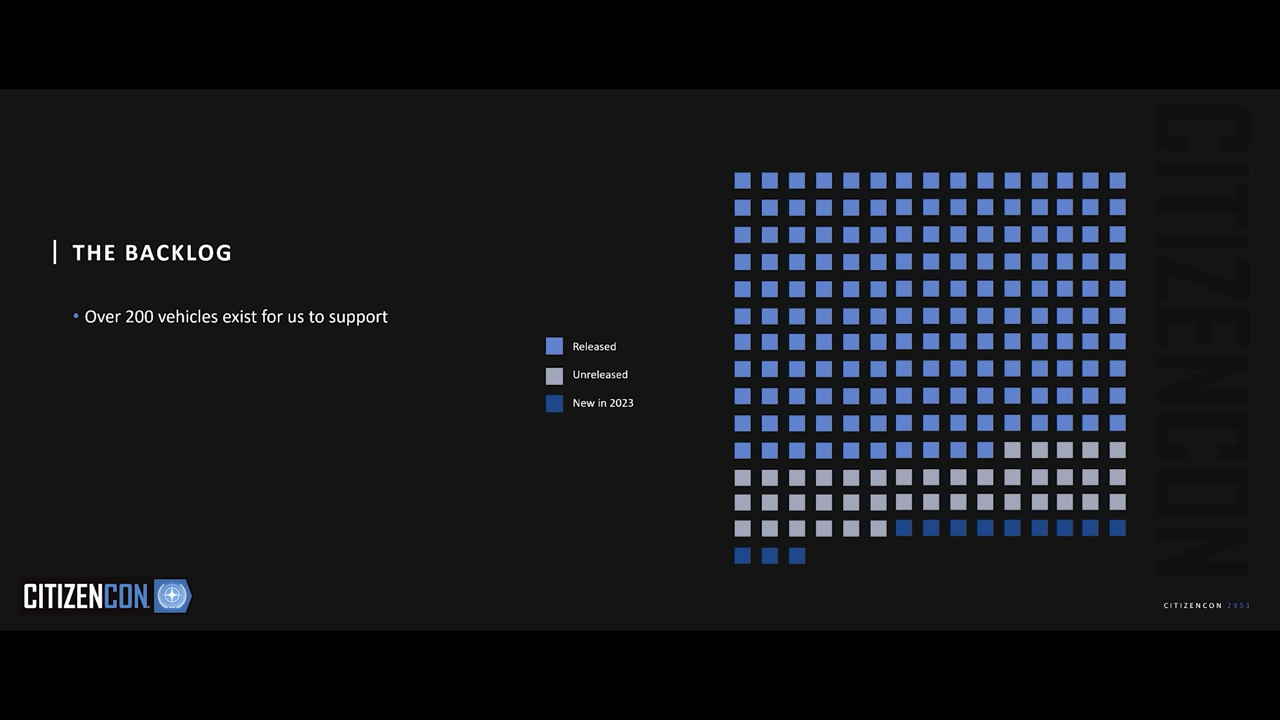 THE BACKLOG
• Over 200 vehicles exist for us to support
Released
Unreleased
New in 2023
CITIZENCON
CITIZENCON
CITIZENCON 2953